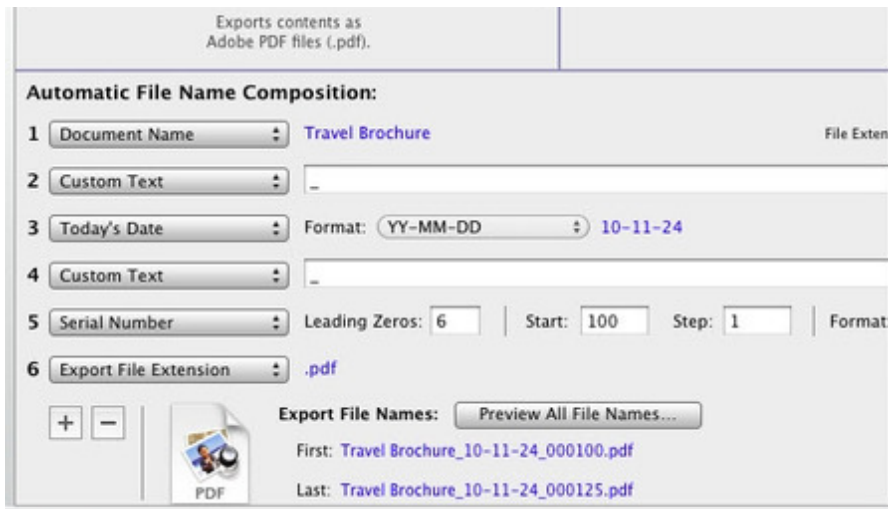 Exports contents as
Adobe PDF files (.pdf).
Automatic File Name Composition:
1 Document Name Travel Brochure File Exten
2 Custom Text _
3 Today's Date Format: YY-MM-DD 10-11-24
4 Custom Text _
5 Serial Number Leading Zeros: 6 Start: 100 Step: 1 Format
6 Export File Extension .pdf
+ − Export File Names: Preview All File Names...
First: Travel Brochure_10-11-24_000100.pdf
PDF Last: Travel Brochure_10-11-24_000125.pdf